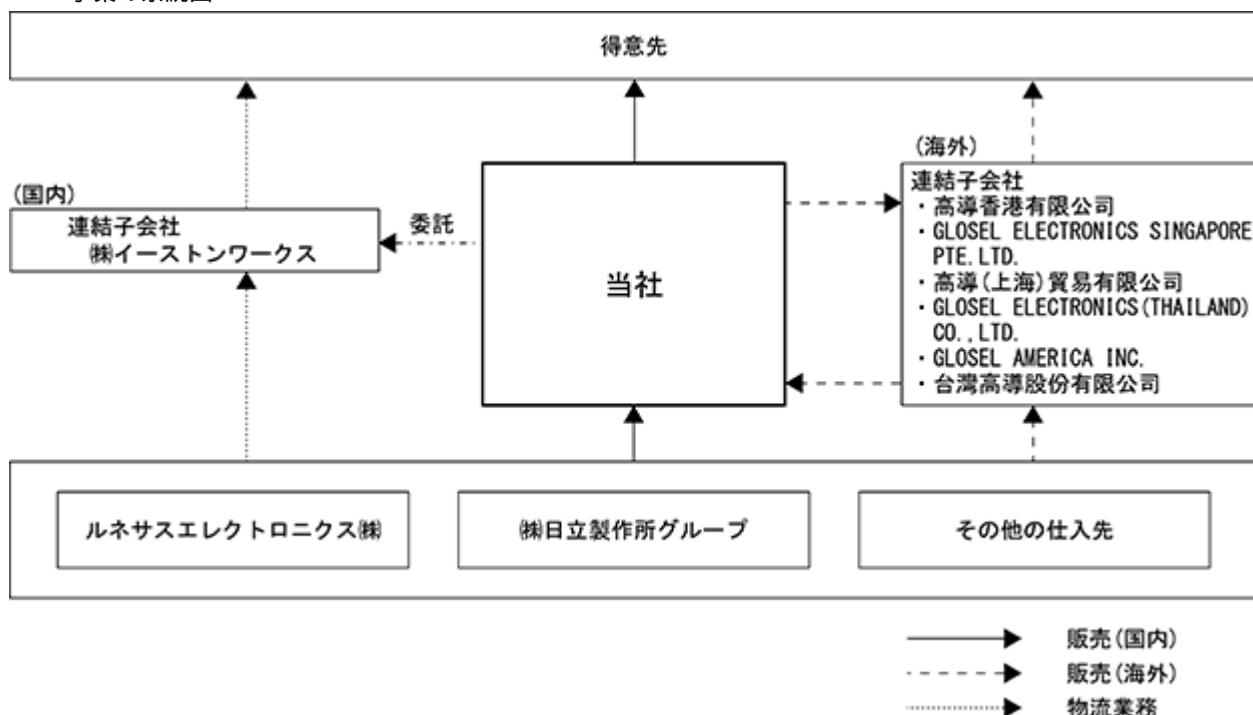 得意先
(国内)
連結子会社
㈱イーストンワークス
委託
当社
(海外)
連結子会社
・高導香港有限公司
・GLOSEL ELECTRONICS SINGAPORE
PTE.LTD.
・高導(上海)貿易有限公司
・GLOSEL ELECTRONICS(THAILAND)
CO.,LTD.
・GLOSEL AMERICA INC.
・台灣高導股份有限公司
ルネサスエレクトロニクス㈱
㈱日立製作所グループ
その他の仕入先
販売(国内)
販売(海外)
物流業務